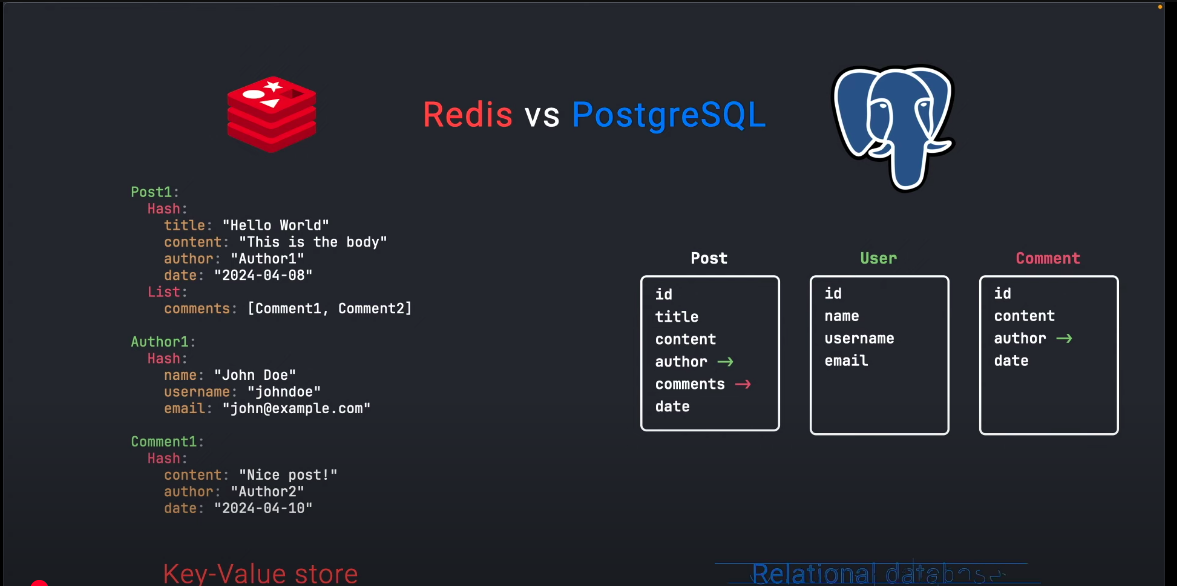 Redis vs PostgreSQL
Post1:
Hash:
title: "Hello World"
content: "This is the body"
author: "Author1"
date: "2024-04-08"
List:
comments: [Comment1, Comment2]
Author1:
Hash:
name: "John Doe"
username: "johndoe"
email: "john@example.com"
Comment1:
Hash:
content: "Nice post!"
author: "Author2"
date: "2024-04-10"
Key-Value store
Post
id
title
content
author →
comments →
date
User
id
name
username
email
Comment
id
content
author →
date
Relational database